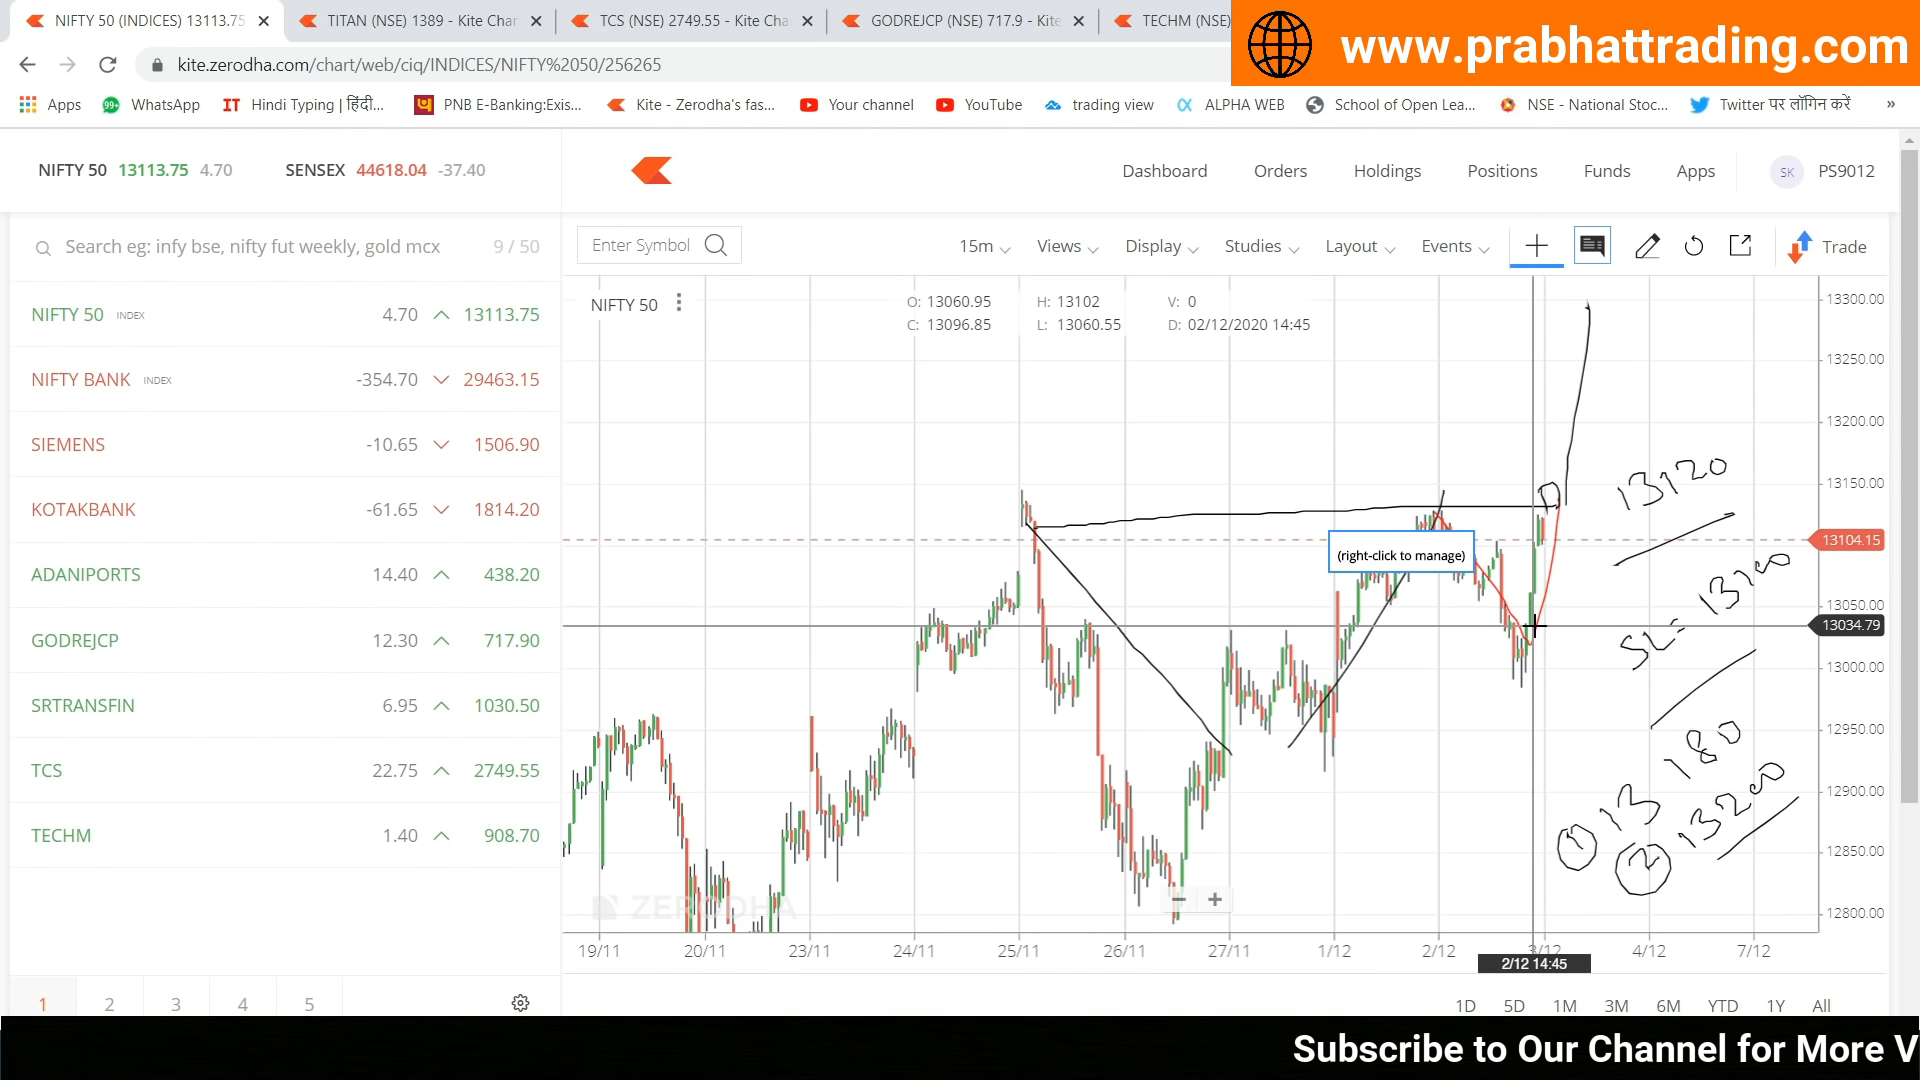 NIFTY 50 (INDICES) 13113.75
TITAN (NSE) 1389 - Kite Char
TCS (NSE) 2749.55 - Kite Cha
GODREJCP (NSE) 717.9 - Kite
TECHM (NSE)
www.prabhattrading.com
kite.zerodha.com/chart/web/ciq/INDICES/NIFTY%2050/256265
Apps
99+
WhatsApp
IT Hindi Typing | हिंदी...
PNB E-Banking:Exis...
Kite - Zerodha's fas...
Your channel
YouTube
trading view
ALPHA WEB
School of Open Lea...
NSE - National Stoc...
Twitter पर लॉगिन करें
»
NIFTY 50 13113.75 4.70
SENSEX 44618.04 -37.40
Dashboard
Orders
Holdings
Positions
Funds
Apps
SK
PS9012
Search eg: infy bse, nifty fut weekly, gold mcx 9 / 50
Enter Symbol
15m
Views
Display
Studies
Layout
Events
Trade
NIFTY 50 INDEX 4.70 13113.75
NIFTY BANK INDEX -354.70 29463.15
SIEMENS -10.65 1506.90
KOTAKBANK -61.65 1814.20
ADANIPORTS 14.40 438.20
GODREJCP 12.30 717.90
SRTRANSFIN 6.95 1030.50
TCS 22.75 2749.55
TECHM 1.40 908.70
1 2 3 4 5
NIFTY 50
O: 13060.95 H: 13102 V: 0
C: 13096.85 L: 13060.55 D: 02/12/2020 14:45
13300.00
13250.00
13200.00
13150.00
13104.15
13050.00
13034.79
13000.00
12950.00
12900.00
12850.00
12800.00
(right-click to manage)
13120
SL = 13100
① 13 180
② 13200
ZERODHA
− +
19/11 20/11 23/11 24/11 25/11 26/11 27/11 1/12 2/12 3/12 4/12 7/12
2/12 14:45
1D 5D 1M 3M 6M YTD 1Y All
Subscribe to Our Channel for More V